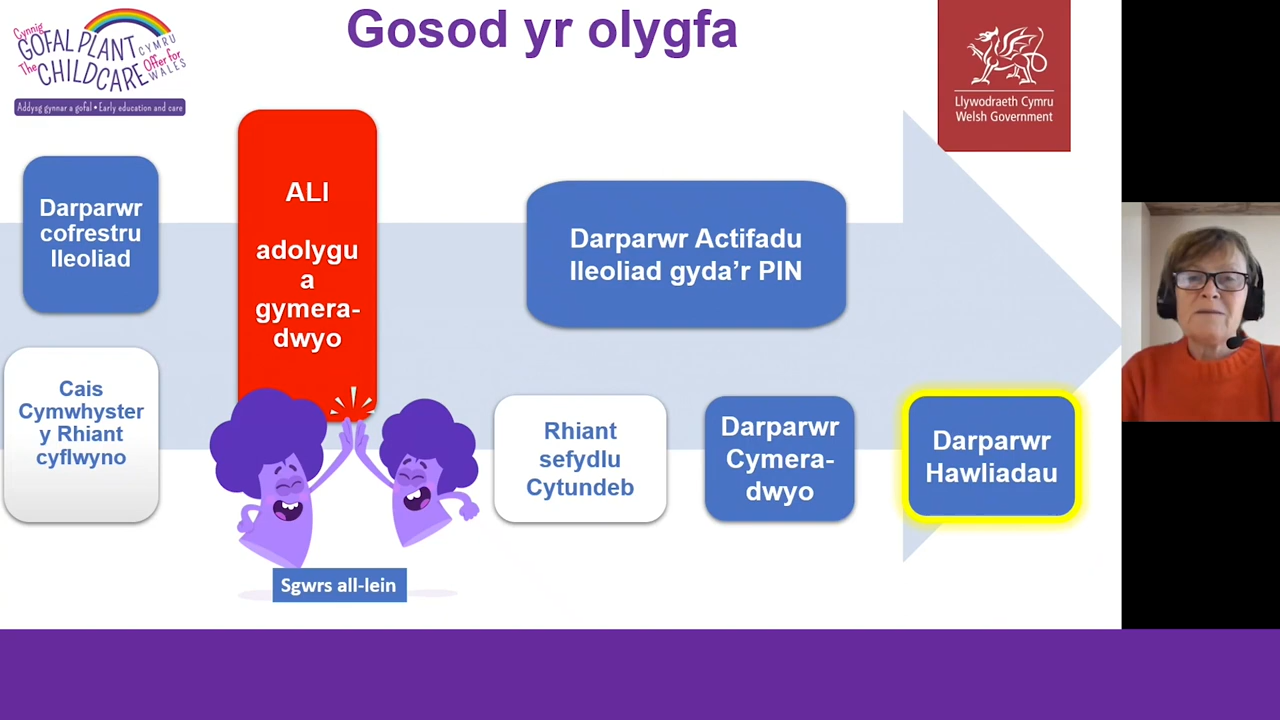 Gosod yr olygfa
Cynnig
GOFAL PLANT
CYMRU
The
CHILDCARE
Offer for
WALES
Addysg gynnar a gofal • Early education and care
Llywodraeth Cymru
Welsh Government
Darparwr
cofrestru
lleoliad
ALI
adolygu
a
gymera-
dwyo
Darparwr Actifadu
lleoliad gyda’r PIN
Cais
Cymwhyster
y Rhiant
cyflwyno
Rhiant
sefydlu
Cytundeb
Darparwr
Cymera-
dwyo
Darparwr
Hawliadau
Sgwrs all-lein